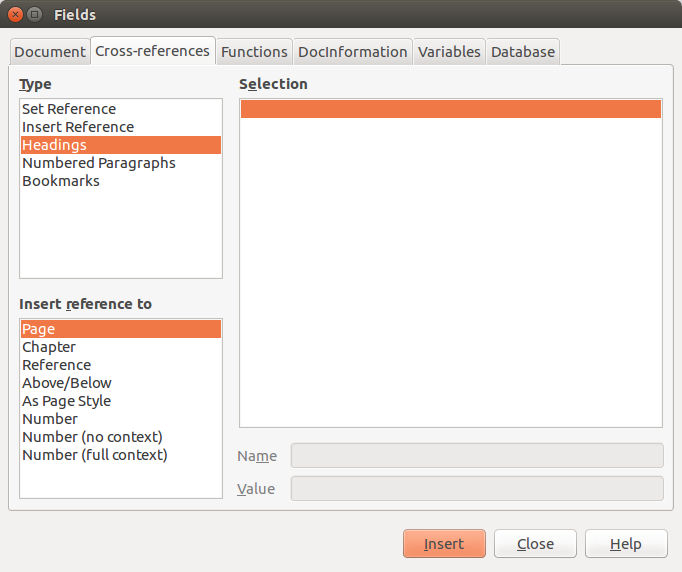 Fields
Document Cross-references Functions DocInformation Variables Database
Type
Set Reference
Insert Reference
Headings
Numbered Paragraphs
Bookmarks
Insert reference to
Page
Chapter
Reference
Above/Below
As Page Style
Number
Number (no context)
Number (full context)
Selection
Name
Value
Insert Close Help